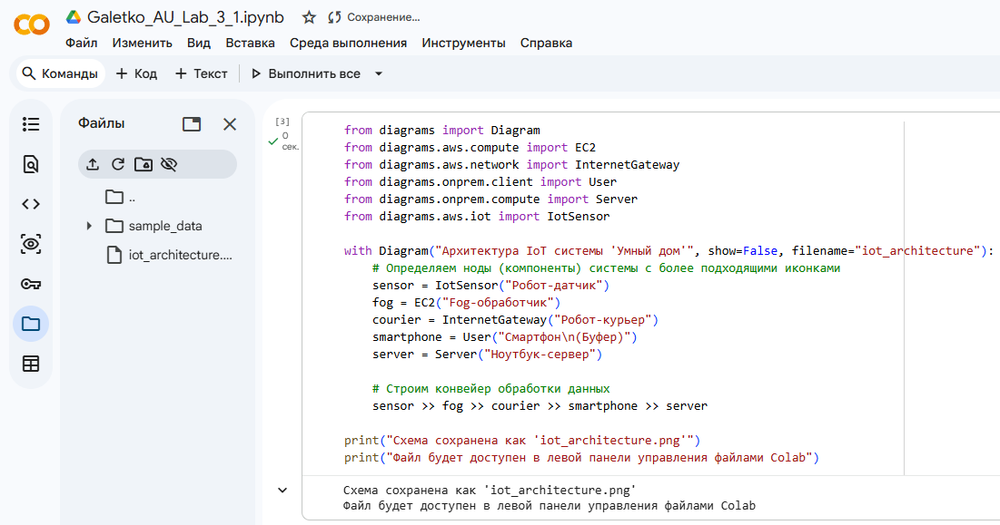 Galetko_AU_Lab_3_1.ipynb Сохранение...
Файл Изменить Вид Вставка Среда выполнения Инструменты Справка
Команды + Код + Текст Выполнить все
Файлы
..
sample_data
iot_architecture....
[3]
0
сек.
from diagrams import Diagram
from diagrams.aws.compute import EC2
from diagrams.aws.network import InternetGateway
from diagrams.onprem.client import User
from diagrams.onprem.compute import Server
from diagrams.aws.iot import IotSensor
with Diagram("Архитектура IoT системы 'Умный дом'", show=False, filename="iot_architecture"):
# Определяем ноды (компоненты) системы с более подходящими иконками
sensor = IotSensor("Робот-датчик")
fog = EC2("Fog-обработчик")
courier = InternetGateway("Робот-курьер")
smartphone = User("Смартфон\n(Буфер)")
server = Server("Ноутбук-сервер")
# Строим конвейер обработки данных
sensor >> fog >> courier >> smartphone >> server
print("Схема сохранена как 'iot_architecture.png'")
print("Файл будет доступен в левой панели управления файлами Colab")
Схема сохранена как 'iot_architecture.png'
Файл будет доступен в левой панели управления файлами Colab